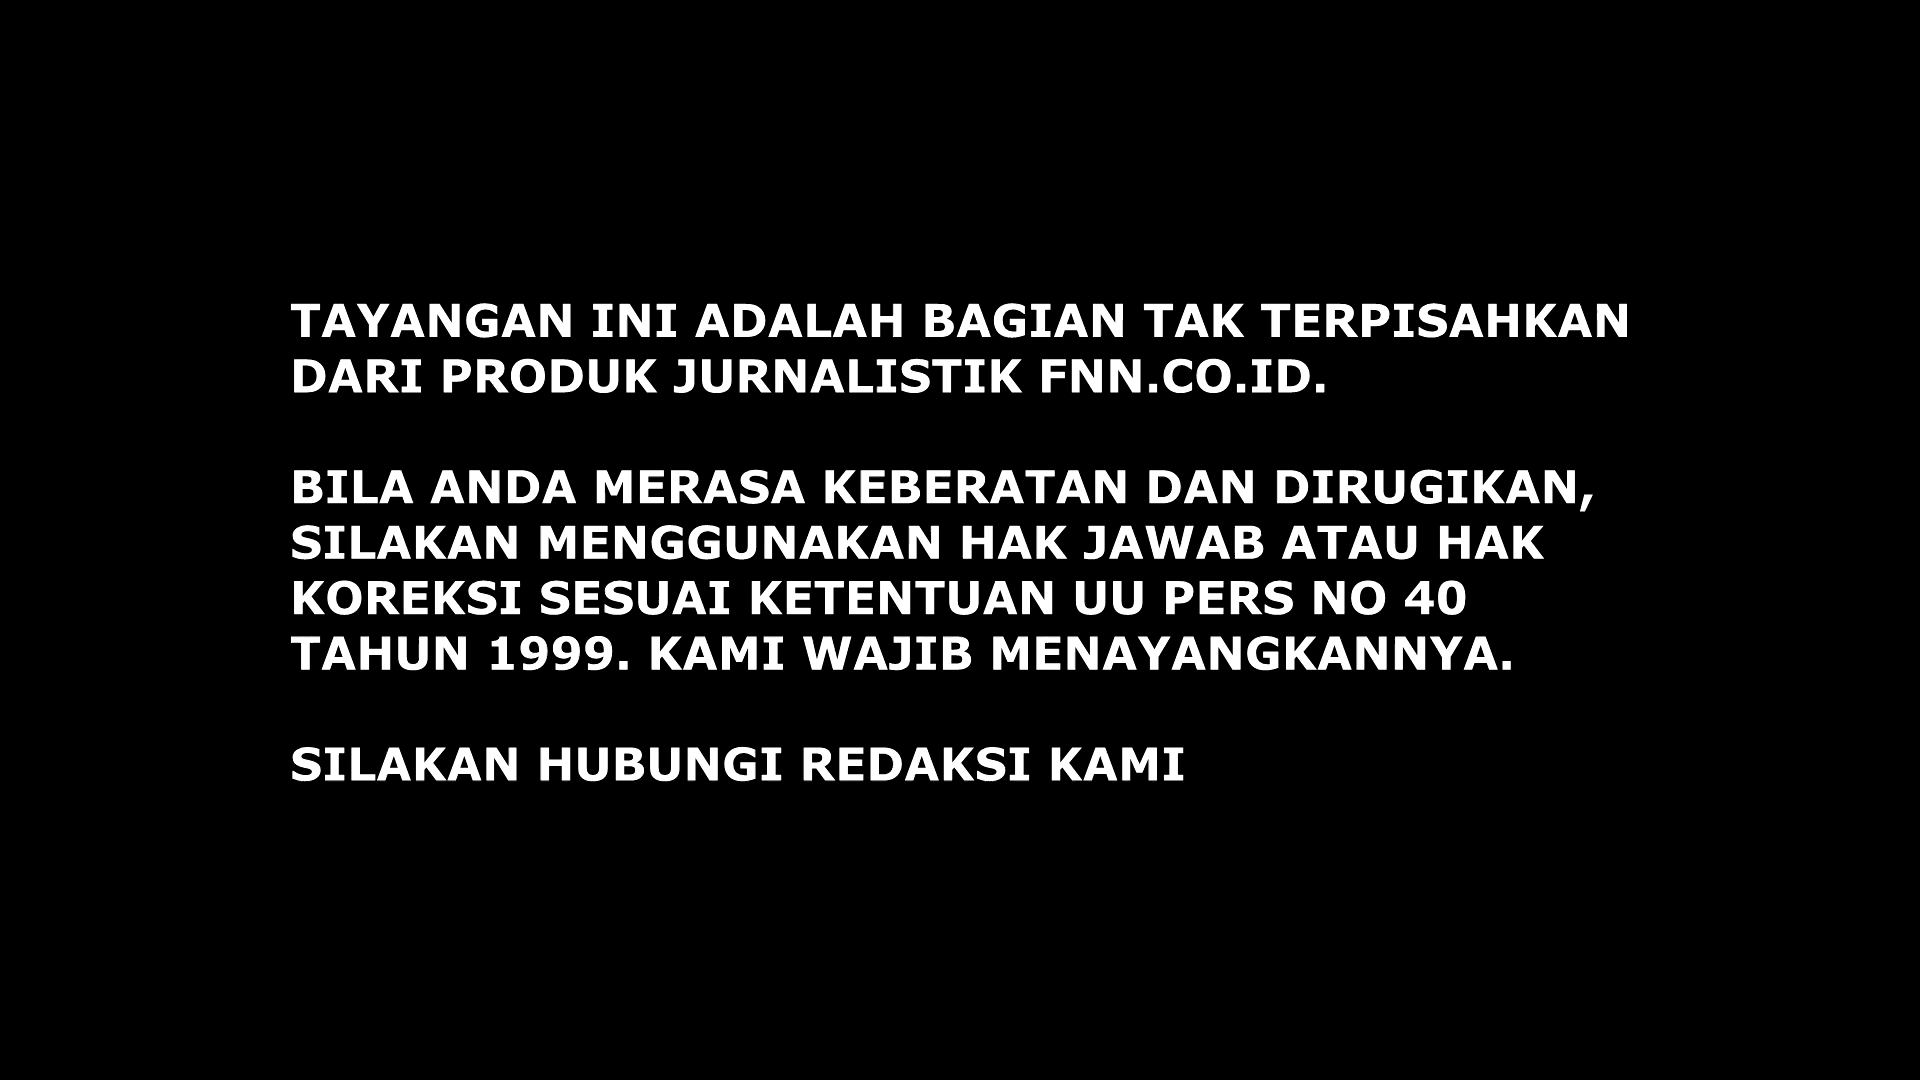 TAYANGAN INI ADALAH BAGIAN TAK TERPISAHKAN
DARI PRODUK JURNALISTIK FNN.CO.ID.
BILA ANDA MERASA KEBERATAN DAN DIRUGIKAN,
SILAKAN MENGGUNAKAN HAK JAWAB ATAU HAK
KOREKSI SESUAI KETENTUAN UU PERS NO 40
TAHUN 1999. KAMI WAJIB MENAYANGKANNYA.
SILAKAN HUBUNGI REDAKSI KAMI